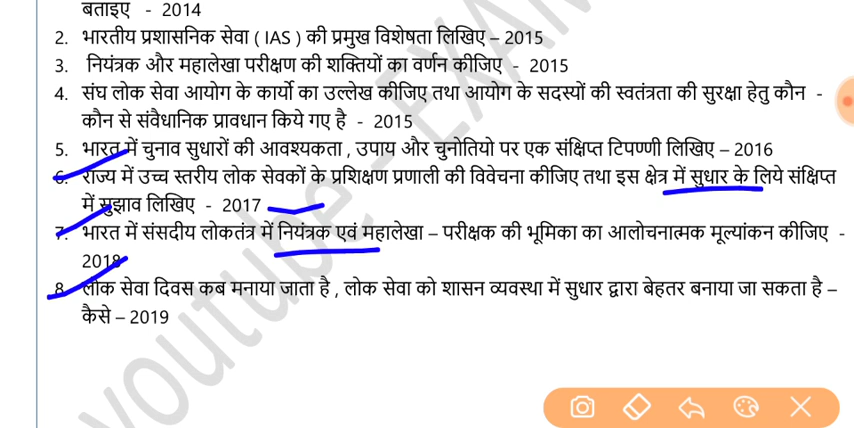 बताइए - 2014
2. भारतीय प्रशासनिक सेवा ( IAS ) की प्रमुख विशेषता लिखिए – 2015
3. नियंत्रक और महालेखा परीक्षण की शक्तियों का वर्णन कीजिए - 2015
4. संघ लोक सेवा आयोग के कार्यो का उल्लेख कीजिए तथा आयोग के सदस्यों की स्वतंत्रता की सुरक्षा हेतु कौन -
कौन से संवैधानिक प्रावधान किये गए है - 2015
5. भारत में चुनाव सुधारों की आवश्यकता , उपाय और चुनोतियो पर एक संक्षिप्त टिपण्णी लिखिए – 2016
6. राज्य में उच्च स्तरीय लोक सेवकों के प्रशिक्षण प्रणाली की विवेचना कीजिए तथा इस क्षेत्र में सुधार के लिये संक्षिप्त
में सुझाव लिखिए - 2017
7. भारत में संसदीय लोकतंत्र में नियंत्रक एवं महालेखा – परीक्षक की भूमिका का आलोचनात्मक मूल्यांकन कीजिए -
2018
8. लोक सेवा दिवस कब मनाया जाता है , लोक सेवा को शासन व्यवस्था में सुधार द्वारा बेहतर बनाया जा सकता है –
कैसे – 2019
youtube - EXAM